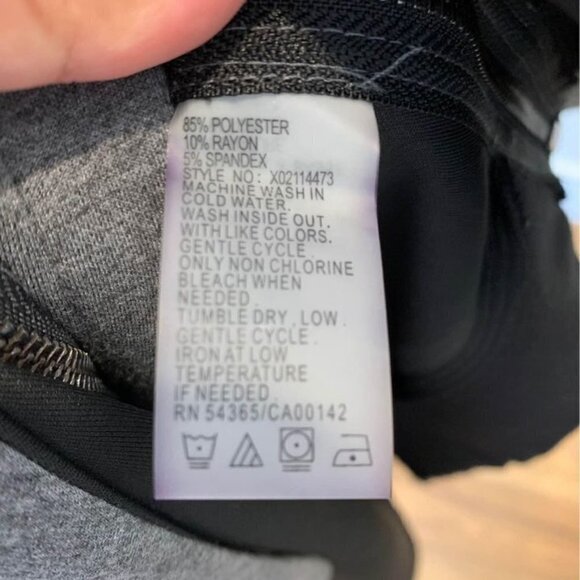 85% POLYESTER
10% RAYON
5% SPANDEX
STYLE NO: X02114473
MACHINE WASH IN
COLD WATER.
WASH INSIDE OUT.
WITH LIKE COLORS.
GENTLE CYCLE
ONLY NON CHLORINE
BLEACH WHEN
NEEDED.
TUMBLE DRY, LOW.
GENTLE CYCLE.
IRON AT LOW
TEMPERATURE
IF NEEDED.
RN 54365/CA00142